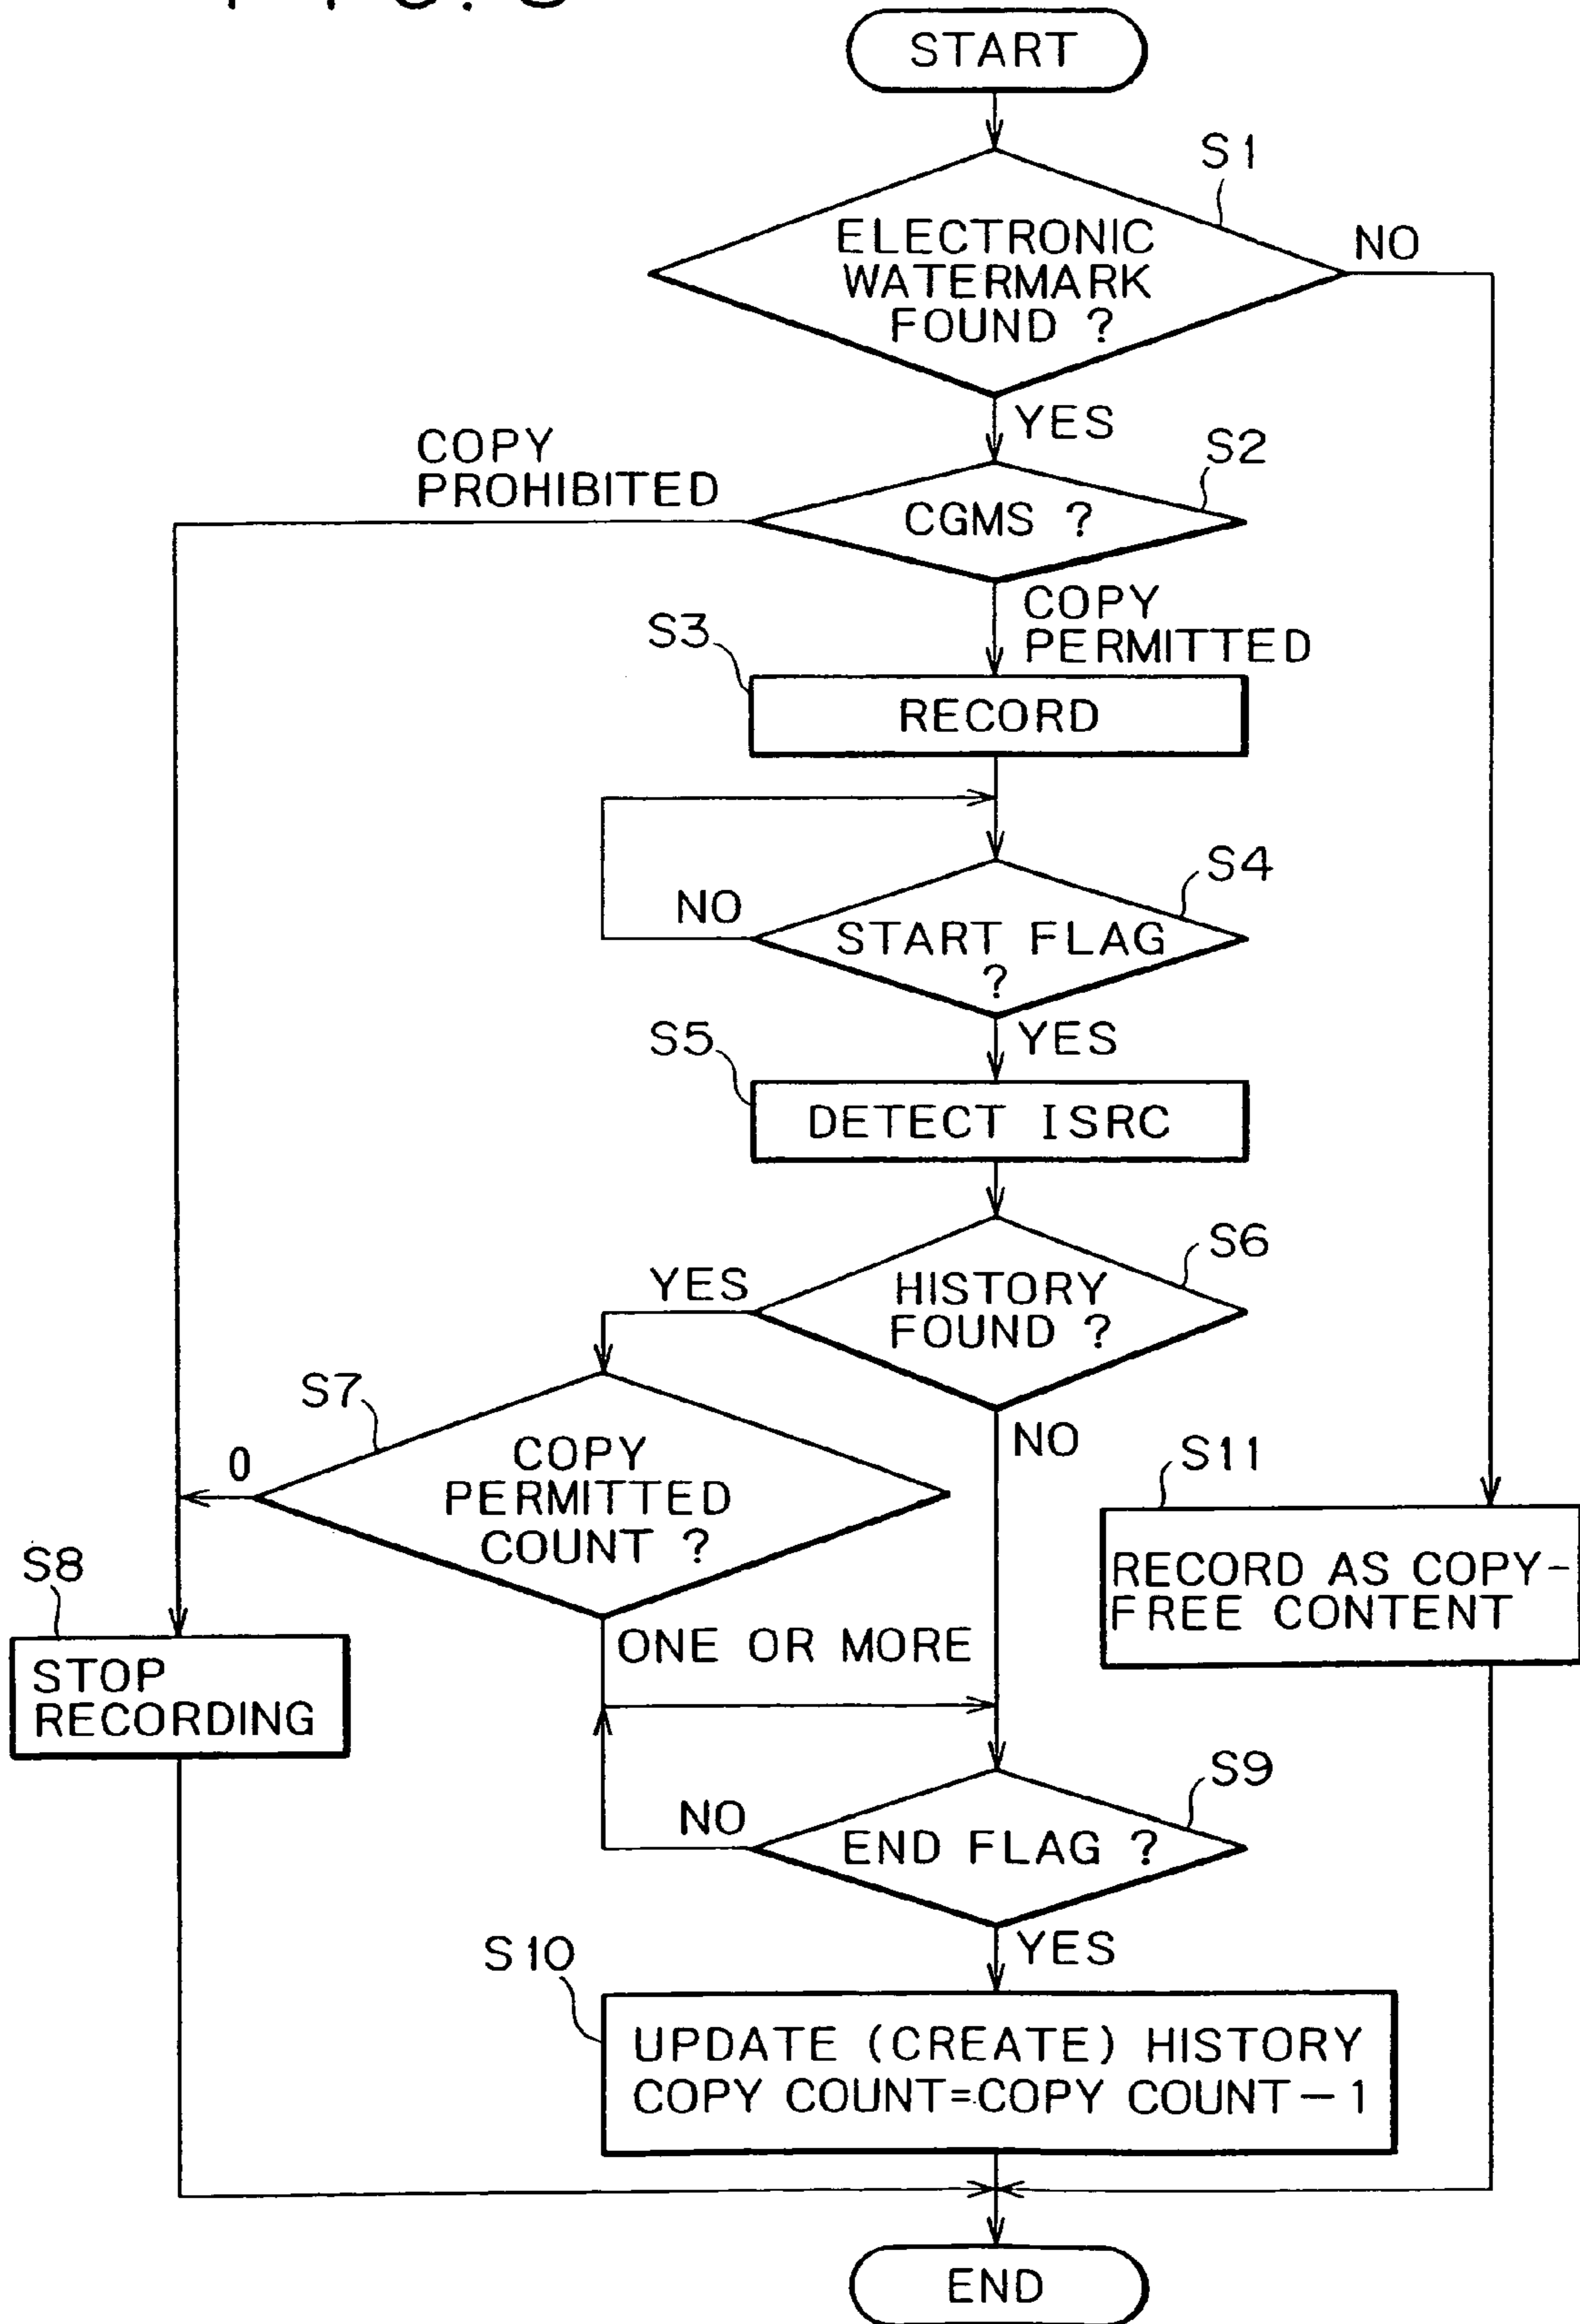 START
S1
ELECTRONIC
WATERMARK
FOUND ?
NO
YES
COPY
PROHIBITED
S2
CGMS ?
COPY
PERMITTED
S3
RECORD
S4
NO
START FLAG
?
YES
S5
DETECT ISRC
S6
YES
HISTORY
FOUND ?
NO
S7
0
COPY
PERMITTED
COUNT ?
S11
RECORD AS COPY-
FREE CONTENT
S8
STOP
RECORDING
ONE OR MORE
S9
NO
END FLAG ?
YES
S10
UPDATE (CREATE) HISTORY
COPY COUNT=COPY COUNT-1
END